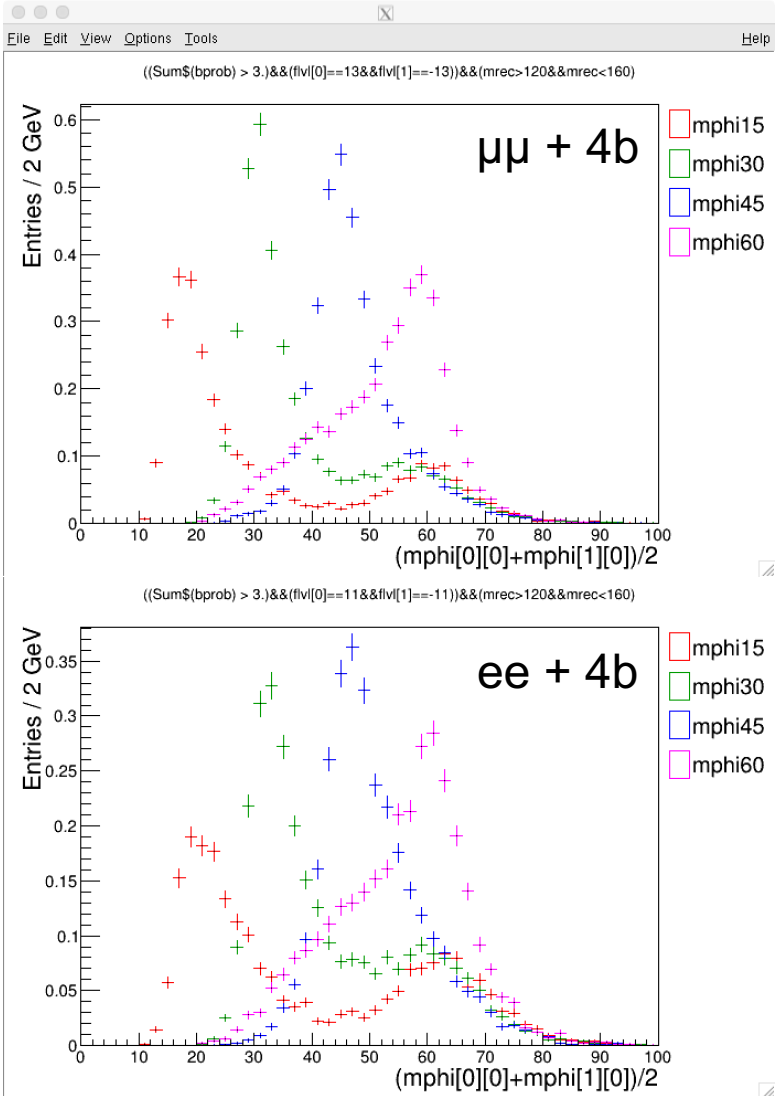 File Edit View Options Tools Help
((Sum$(bprob) > 3.)&&(flvl[0]==13&&flvl[1]==-13))&&(mrec>120&&mrec<160)
Entries / 2 GeV
0.6
0.5
0.4
0.3
0.2
0.1
0
μμ + 4b
mphi15
mphi30
mphi45
mphi60
0 10 20 30 40 50 60 70 80 90 100
(mphi[0][0]+mphi[1][0])/2
((Sum$(bprob) > 3.)&&(flvl[0]==11&&flvl[1]==-11))&&(mrec>120&&mrec<160)
Entries / 2 GeV
0.35
0.3
0.25
0.2
0.15
0.1
0.05
0
ee + 4b
mphi15
mphi30
mphi45
mphi60
0 10 20 30 40 50 60 70 80 90 100
(mphi[0][0]+mphi[1][0])/2